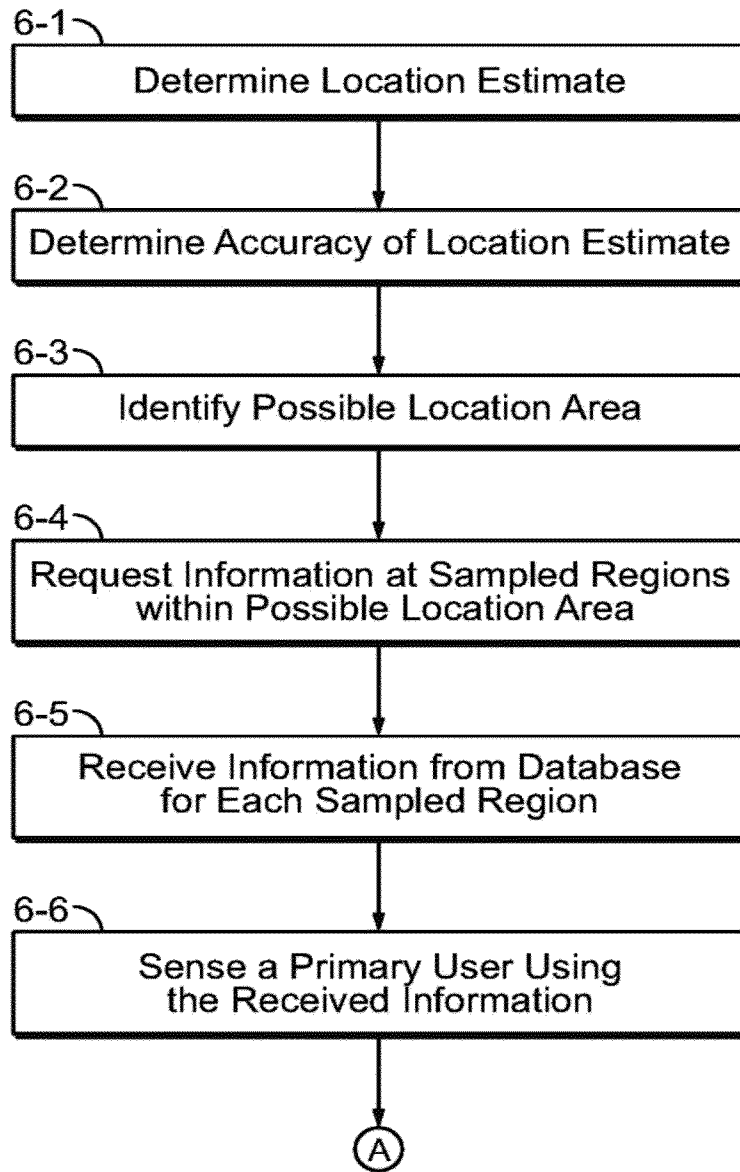 6-1
Determine Location Estimate
6-2
Determine Accuracy of Location Estimate
6-3
Identify Possible Location Area
6-4
Request Information at Sampled Regions
within Possible Location Area
6-5
Receive Information from Database
for Each Sampled Region
6-6
Sense a Primary User Using
the Received Information
A